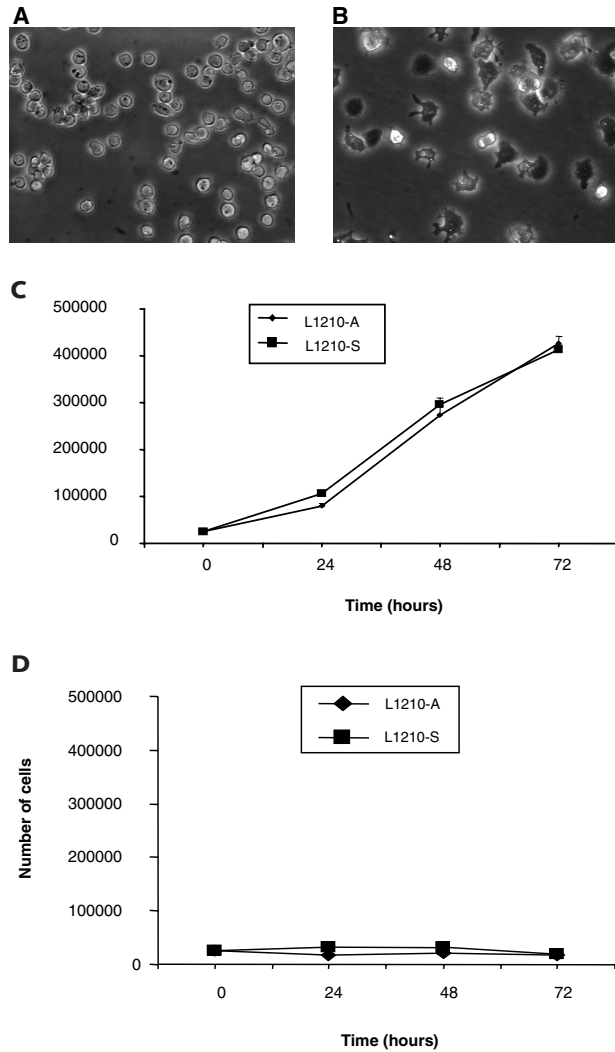 A
B
C
500000
400000
300000
200000
100000
0
L1210-A
L1210-S
0 24 48 72
Time (hours)
D
Number of cells
500000
400000
300000
200000
100000
0
L1210-A
L1210-S
0 24 48 72
Time (hours)